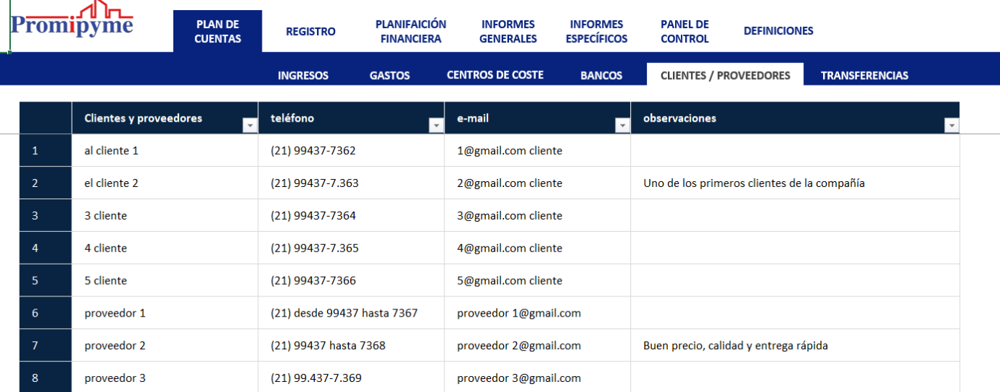 Promipyme
PLAN DE
CUENTAS
REGISTRO
PLANIFAICIÓN
FINANCIERA
INFORMES
GENERALES
INFORMES
ESPECÍFICOS
PANEL DE
CONTROL
DEFINICIONES
INGRESOS GASTOS CENTROS DE COSTE BANCOS CLIENTES / PROVEEDORES TRANSFERENCIAS
Clientes y proveedores teléfono e-mail observaciones
1 al cliente 1 (21) 99437-7362 1@gmail.com cliente
2 el cliente 2 (21) 99437-7.363 2@gmail.com cliente Uno de los primeros clientes de la compañía
3 3 cliente (21) 99437-7364 3@gmail.com cliente
4 4 cliente (21) 99437-7.365 4@gmail.com cliente
5 5 cliente (21) 99437-7366 5@gmail.com cliente
6 proveedor 1 (21) desde 99437 hasta 7367 proveedor 1@gmail.com
7 proveedor 2 (21) 99437 hasta 7368 proveedor 2@gmail.com Buen precio, calidad y entrega rápida
8 proveedor 3 (21) 99.437-7.369 proveedor 3@gmail.com